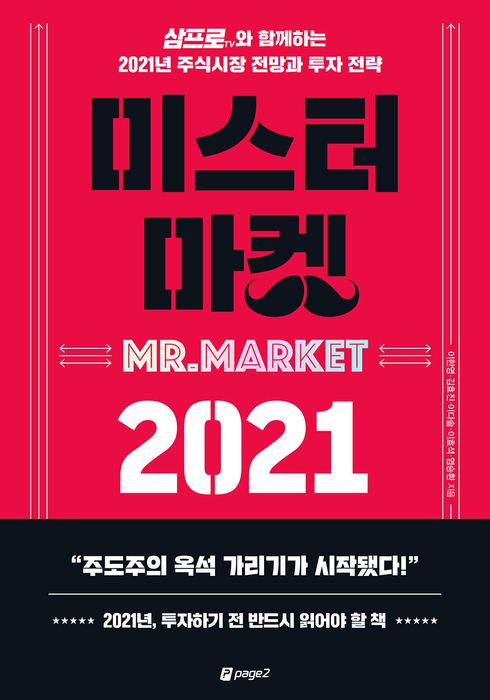 삼프로TV와 함께하는
2021년 주식시장 전망과 투자 전략
미스터
마켓
MR.MARKET
2021
이한영·김효진·이다솔·이효석·염승환 지음
“주도주의 옥석 가리기가 시작됐다!”
★★★★★ 2021년, 투자하기 전 반드시 읽어야 할 책 ★★★★★
page2